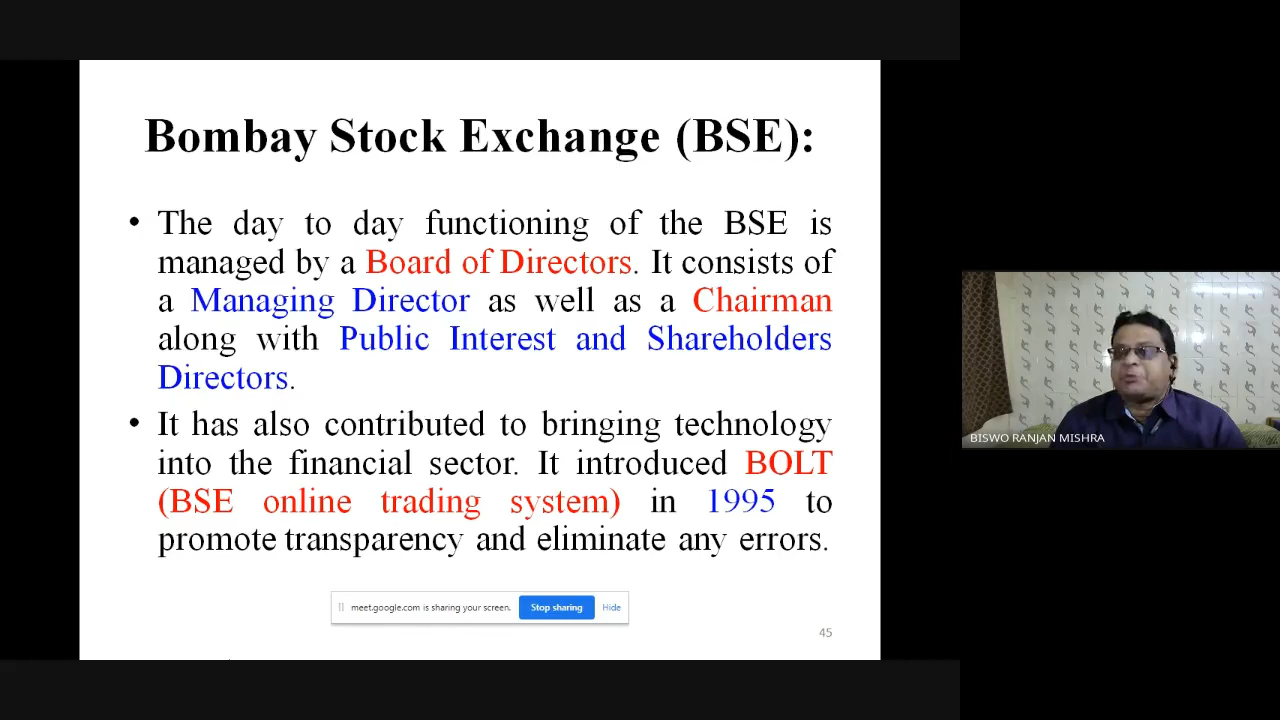 Bombay Stock Exchange (BSE):
• The day to day functioning of the BSE is
managed by a Board of Directors. It consists of
a Managing Director as well as a Chairman
along with Public Interest and Shareholders
Directors.
• It has also contributed to bringing technology
into the financial sector. It introduced BOLT
(BSE online trading system) in 1995 to
promote transparency and eliminate any errors.
meet.google.com is sharing your screen. Stop sharing Hide
45
BISWO RANJAN MISHRA